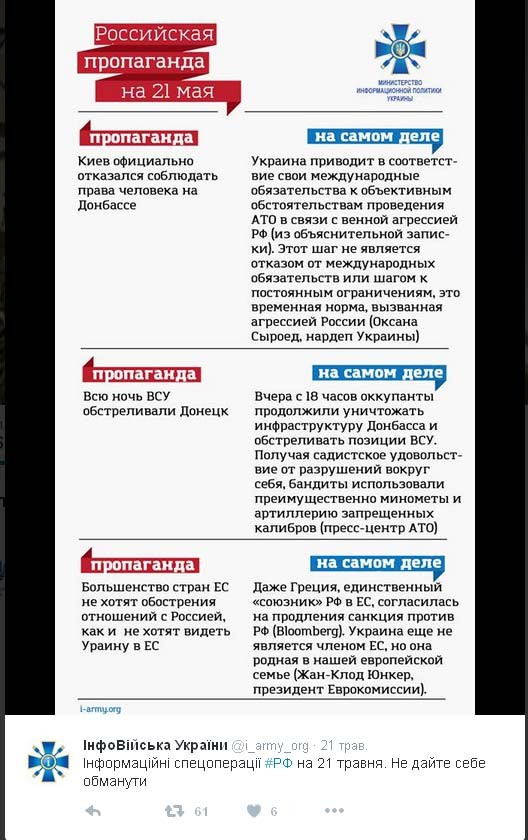 Российская
пропаганда
на 21 мая
МИНИСТЕРСТВО
ИНФОРМАЦИОННОЙ ПОЛИТИКИ
УКРАИНЫ
пропаганда
Киев официально
отказался соблюдать
права человека на
Донбассе
на самом деле
Украина приводит в соответст-
вие свои международные
обязательства к объективным
обстоятельствам проведения
АТО в связи с венной агрессией
РФ (из объяснительной запис-
ки). Этот шаг не является
отказом от международных
обязательств или шагом к
постоянным ограничениям, это
временная норма, вызванная
агрессией России (Оксана
Сыроед, нардеп Украины)
пропаганда
Всю ночь ВСУ
обстреливали Донецк
на самом деле
Вчера с 18 часов оккупанты
продолжили уничтожать
инфраструктуру Донбасса и
обстреливать позиции ВСУ.
Получая садистское удовольст-
вие от разрушений вокруг
себя, бандиты использовали
преимущественно минометы и
артиллерию запрещенных
калибров (пресс-центр АТО)
пропаганда
Большенство стран ЕС
не хотят обострения
отношений с Россией,
как и не хотят видеть
Ураину в ЕС
на самом деле
Даже Греция, единственный
«союзник» РФ в ЕС, согласилась
на продления санкция против
РФ (Bloomberg). Украина еще не
является членом ЕС, но она
родная в нашей европейской
семье (Жан-Клод Юнкер,
президент Еврокомиссии).
i-army.org
ІнфоВійська України @i_army_org · 21 трав.
Інформаційні спецоперації #РФ на 21 травня. Не дайте себе
обманути
61
6